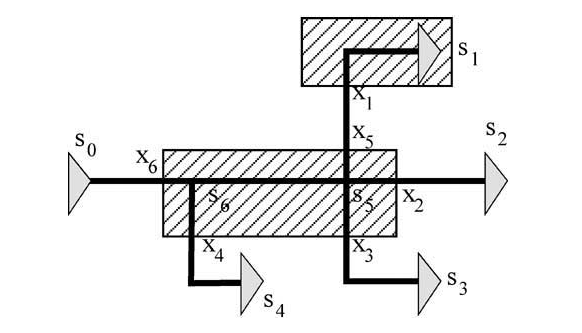 s₁
x₁
x₅
s₀
s₂
x₆
s₆
s₅
x₂
x₄
x₃
s₃
s₄